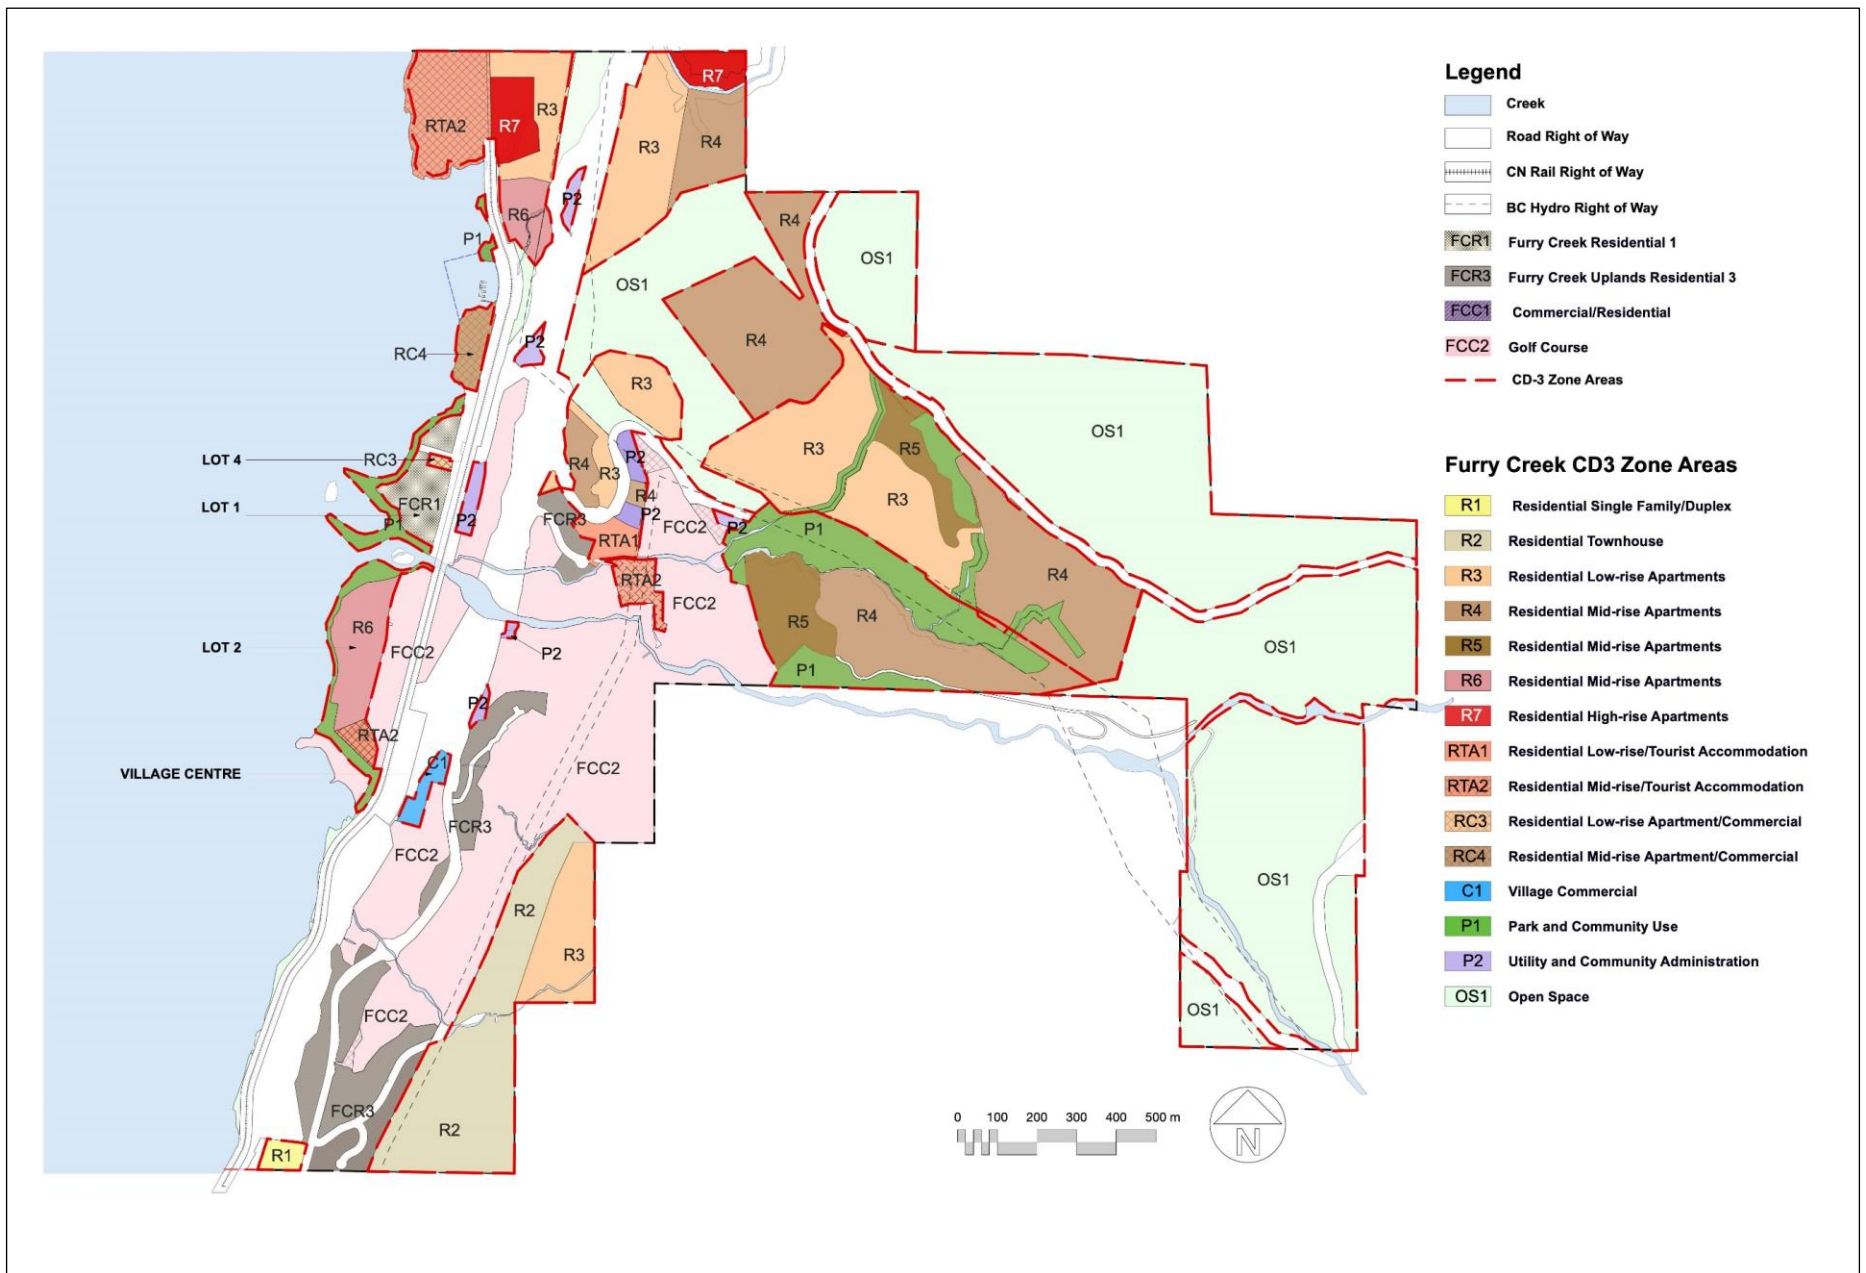 R7
R3
RTA2
R7
R3
R4
P2
R6
R4
P1
OS1
OS1
RC4
P2
R4
R3
OS1
R5
R3
LOT 4
RC3
R4
R3
P2
R4
R3
FCR1
LOT 1
P1
P2
FCR3
P2
FCC2
P2
P1
RTA1
RTA2
R4
FCC2
R5
R4
R6
LOT 2
FCC2
P2
OS1
P1
P2
RTA2
VILLAGE CENTRE
C1
FCC2
FCR3
FCC2
OS1
R2
R3
FCC2
OS1
FCR3
R2
R1
0 100 200 300 400 500 m
N
Legend
Creek
Road Right of Way
CN Rail Right of Way
BC Hydro Right of Way
FCR1 Furry Creek Residential 1
FCR3 Furry Creek Uplands Residential 3
FCC1 Commercial/Residential
FCC2 Golf Course
CD-3 Zone Areas
Furry Creek CD3 Zone Areas
R1 Residential Single Family/Duplex
R2 Residential Townhouse
R3 Residential Low-rise Apartments
R4 Residential Mid-rise Apartments
R5 Residential Mid-rise Apartments
R6 Residential Mid-rise Apartments
R7 Residential High-rise Apartments
RTA1 Residential Low-rise/Tourist Accommodation
RTA2 Residential Mid-rise/Tourist Accommodation
RC3 Residential Low-rise Apartment/Commercial
RC4 Residential Mid-rise Apartment/Commercial
C1 Village Commercial
P1 Park and Community Use
P2 Utility and Community Administration
OS1 Open Space